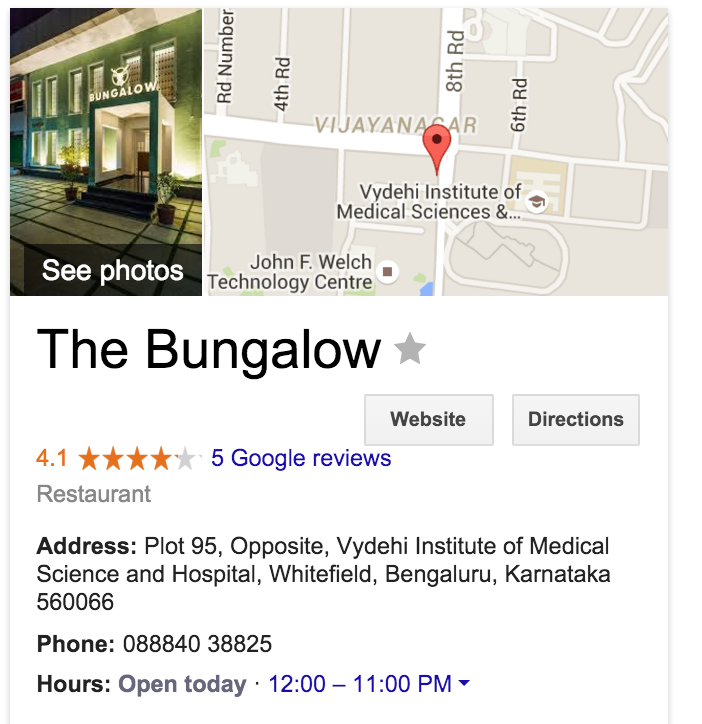 BUNGALOW
See photos
Rd Number
4th Rd
8th Rd
6th Rd
VIJAYANAGAR
Vydehi Institute of
Medical Sciences &...
John F. Welch
Technology Centre
The Bungalow
Website
Directions
4.1
5 Google reviews
Restaurant
Address: Plot 95, Opposite, Vydehi Institute of Medical
Science and Hospital, Whitefield, Bengaluru, Karnataka
560066
Phone: 088840 38825
Hours: Open today · 12:00 – 11:00 PM